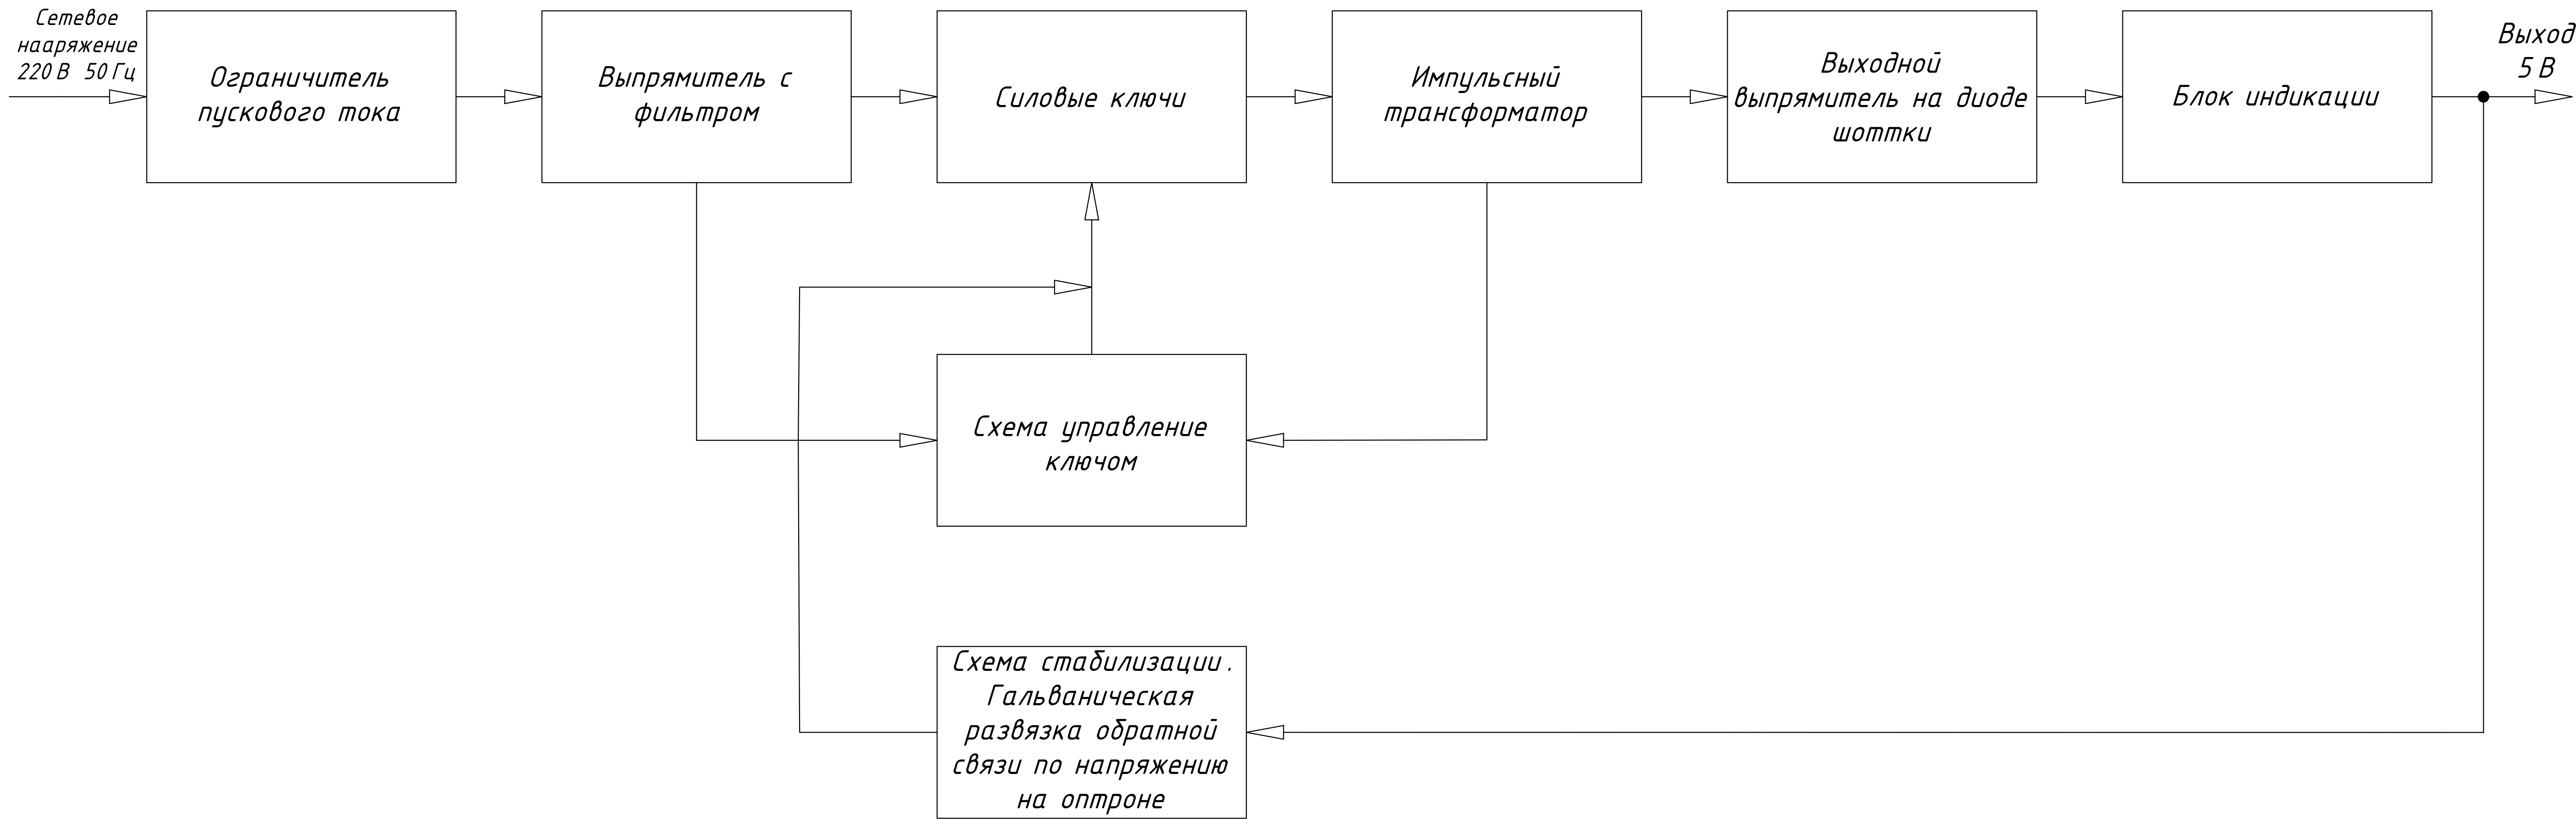 Сетевое
нааряжение
220 В 50 Гц
Ограничитель
пускового тока
Выпрямитель с
фильтром
Силовые ключи
Импульсный
трансформатор
Выходной
выпрямитель на диоде
шоттки
Блок индикации
Выход
5 В
Схема управление
ключом
Схема стабилизации.
Гальваническая
развязка обратной
связи по напряжению
на оптроне